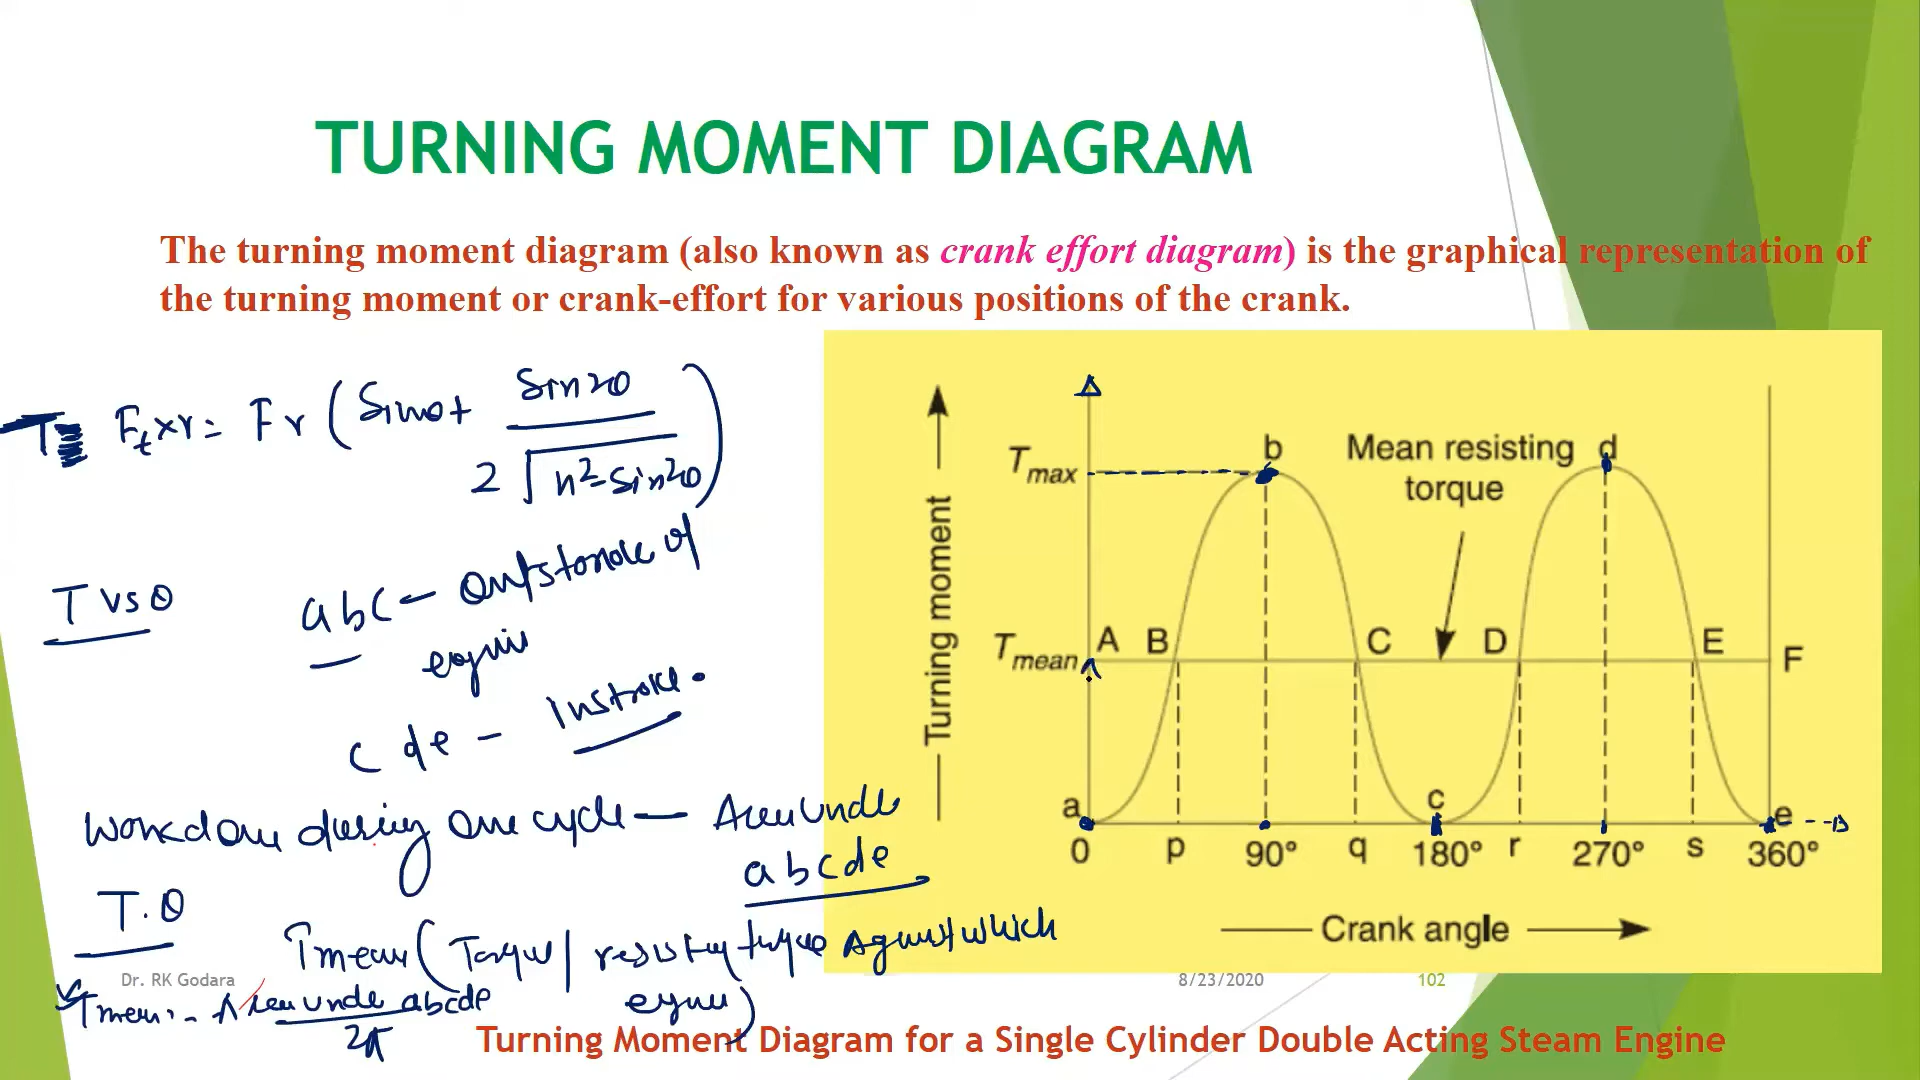 TURNING MOMENT DIAGRAM
The turning moment diagram (also known as crank effort diagram) is the graphical representation of
the turning moment or crank-effort for various positions of the crank.
T Ft×r = Fr (Sinθ + Sin2θ / 2√n²-Sin²θ)
T vs θ
abc - outstroke of
engin
cde - instroke.
Workdone during one cycle - Area Unde
abcde
T.θ
Tmean (Torque / resisting torque Against which
engine)
Tmean = Area unde abcde
2π
Turning moment
Tmax
b
Mean resisting
torque
d
Tmean
A
B
C
D
E
F
a
c
e
0
p
90°
q
180°
r
270°
s
360°
Crank angle
Dr. RK Godara
8/23/2020
102
Turning Moment Diagram for a Single Cylinder Double Acting Steam Engine